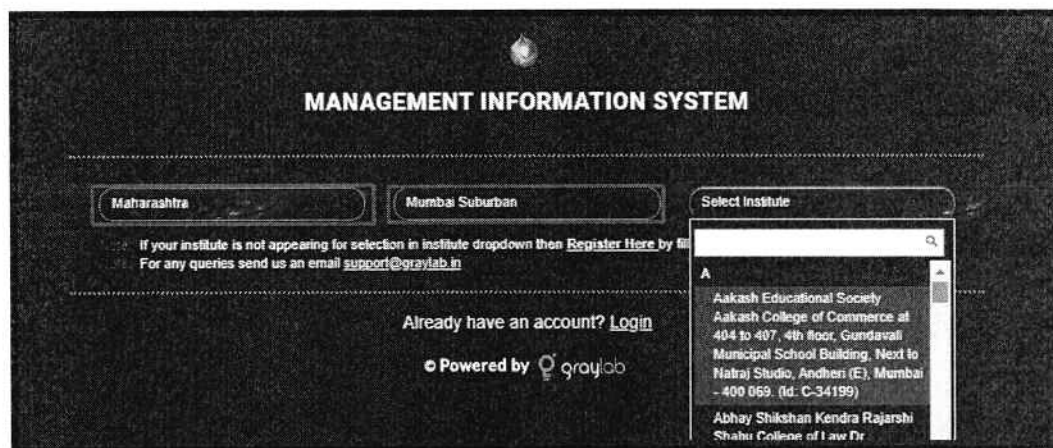 MANAGEMENT INFORMATION SYSTEM
Maharashtra
Mumbai Suburban
Select Institute
If your institute is not appearing for selection in institute dropdown then Register Here by fill
For any queries send us an email support@graylab.in
A
Aakash Educational Society
Aakash College of Commerce at
404 to 407, 4th floor, Gundavali
Municipal School Building, Next to
Natraj Studio, Andheri (E), Mumbai
- 400 069. (Id: C-34199)
Abhay Shikshan Kendra Rajarshi
Shahu College of Law Dr
Already have an account? Login
© Powered by graylab